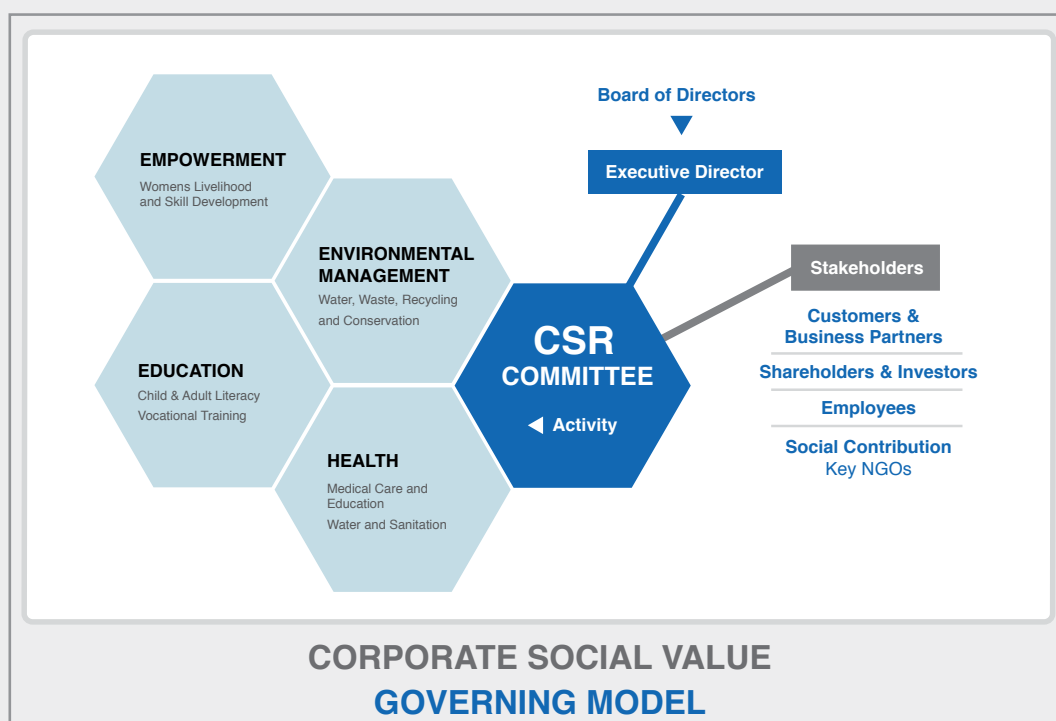 EMPOWERMENT
Womens Livelihood
and Skill Development
ENVIRONMENTAL
MANAGEMENT
Water, Waste, Recycling
and Conservation
EDUCATION
Child & Adult Literacy
Vocational Training
HEALTH
Medical Care and
Education
Water and Sanitation
CSR
COMMITTEE
Activity
Board of Directors
Executive Director
Stakeholders
Customers &
Business Partners
Shareholders & Investors
Employees
Social Contribution
Key NGOs
CORPORATE SOCIAL VALUE
GOVERNING MODEL